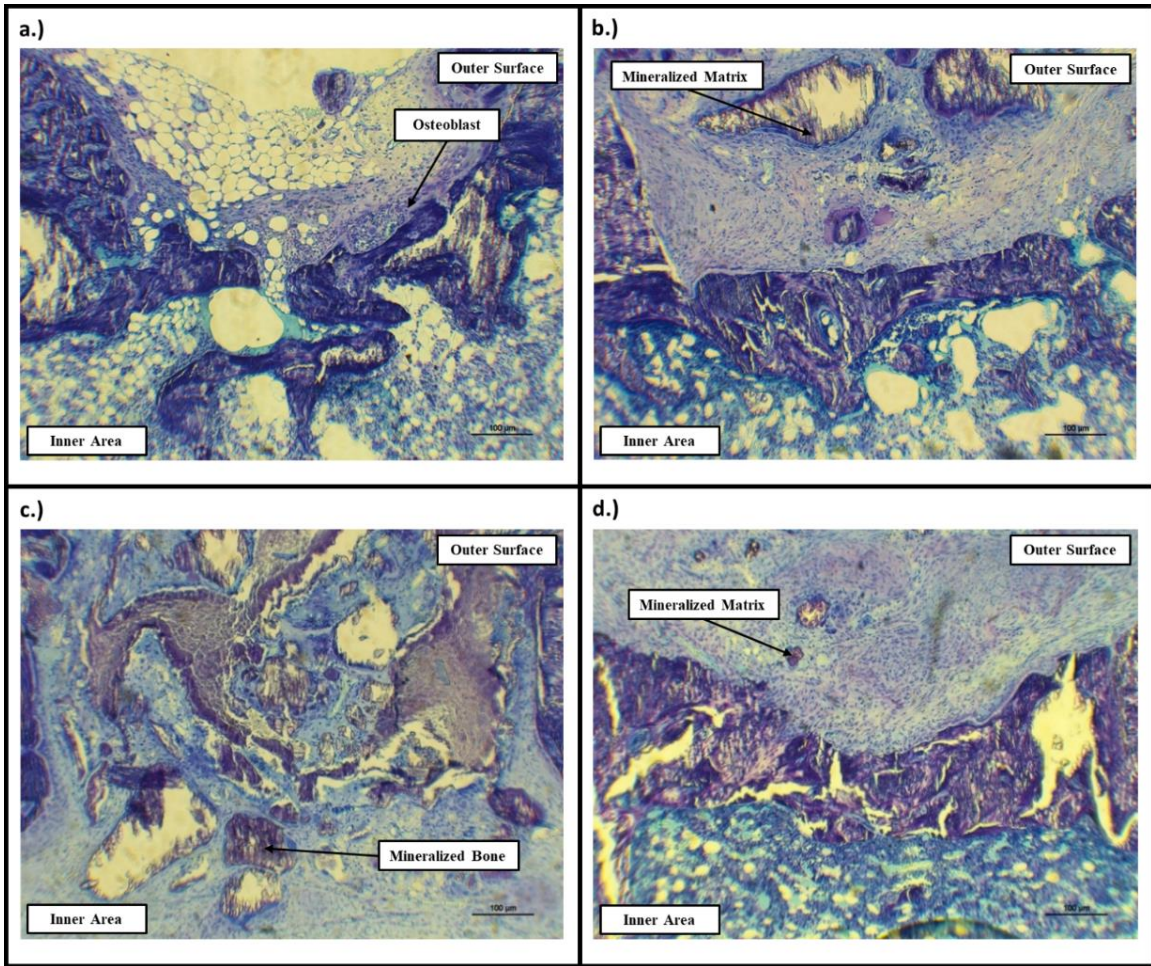 a.)
Outer Surface
Osteoblast
Inner Area
100 µm
b.)
Mineralized Matrix
Outer Surface
Inner Area
100 µm
c.)
Outer Surface
Mineralized Bone
Inner Area
100 µm
d.)
Outer Surface
Mineralized Matrix
Inner Area
100 µm